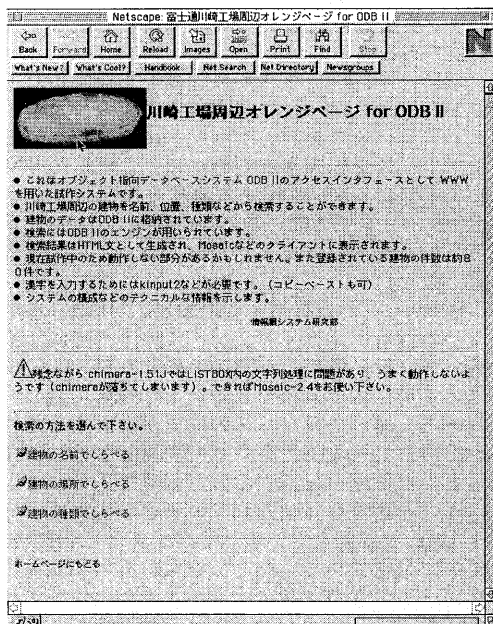 Netscape: 富士通川崎工場周辺オレンジページ for ODB II
Back Forward Home Reload Images Open Print Find Stop
What's New? What's Cool? Handbook Net Search Net Directory Newsgroups
川崎工場周辺オレンジページ for ODB II
● これはオブジェクト指向データベースシステム ODB IIのアクセスインタフェースとして WWW
を用いた試作システムです。
● 川崎工場周辺の建物を名前、位置、種類などから検索することができます。
● 建物のデータはODB IIに格納されています。
● 検索にはODB IIのエンジンが用いられています。
● 検索結果はHTML文として生成され、Mosaicなどのクライアントに表示されます。
● 現在試作中のため動作しない部分があるかもしれません。また登録されている建物の件数は約8
0件です。
● 漢字を入力するためにはkinput2などが必要です。(コピーペーストも可)
● システムの構成などのテクニカルな情報を示します。
情報圏システム研究部
残念ながら chimera-1.51JではLISTBOX内の文字列処理に問題があり、うまく動作しないよ
うです(chimeraが落ちてしまいます)。できればMosaic-2.4をお使い下さい。
検索の方法を選んで下さい。
建物の名前でしらべる
建物の場所でしらべる
建物の種類でしらべる
ホームページにもどる